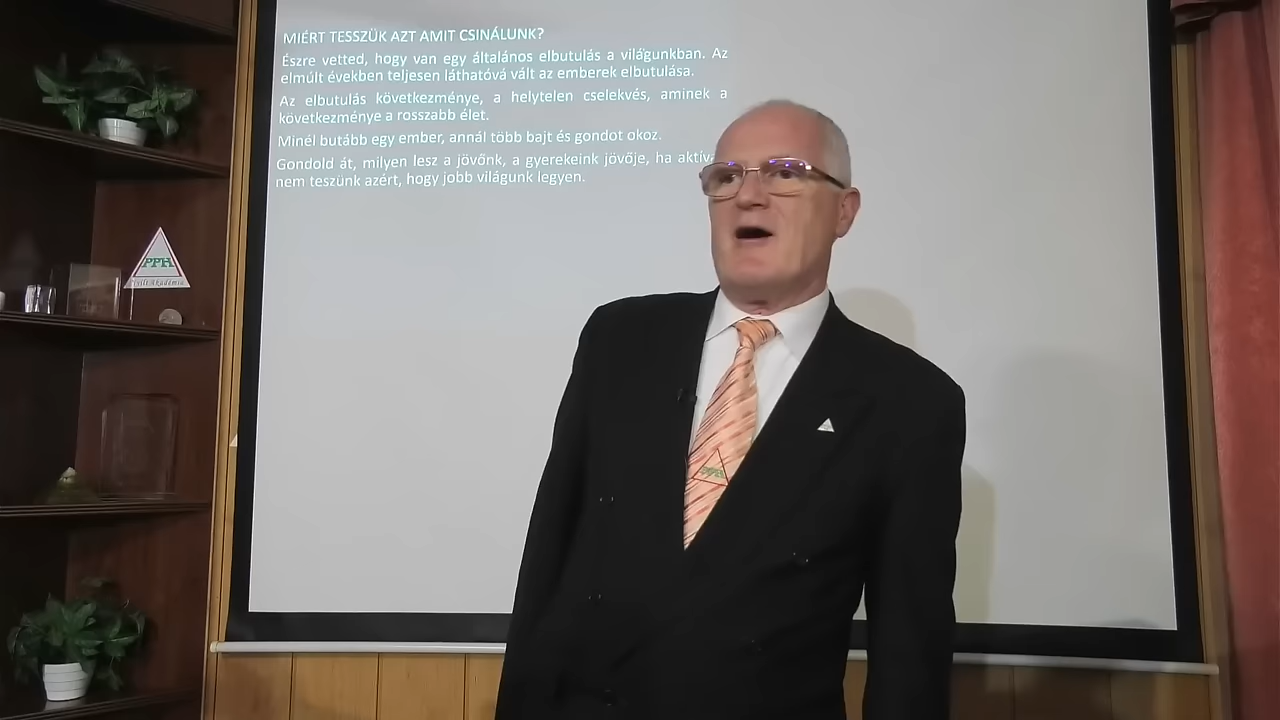 MIÉRT TESSZÜK AZT AMIT CSINÁLUNK?
Észre vetted, hogy van egy általános elbutulás a világunkban. Az
elmúlt években teljesen láthatóvá vált az emberek elbutulása.
Az elbutulás következménye, a helytelen cselekvés, aminek a
következménye a rosszabb élet.
Minél butább egy ember, annál több bajt és gondot okoz.
Gondold át, milyen lesz a jövőnk, a gyerekeink jövője, ha
nem teszünk azért, hogy jobb világunk legyen.
PPH
Akadémia
PPH